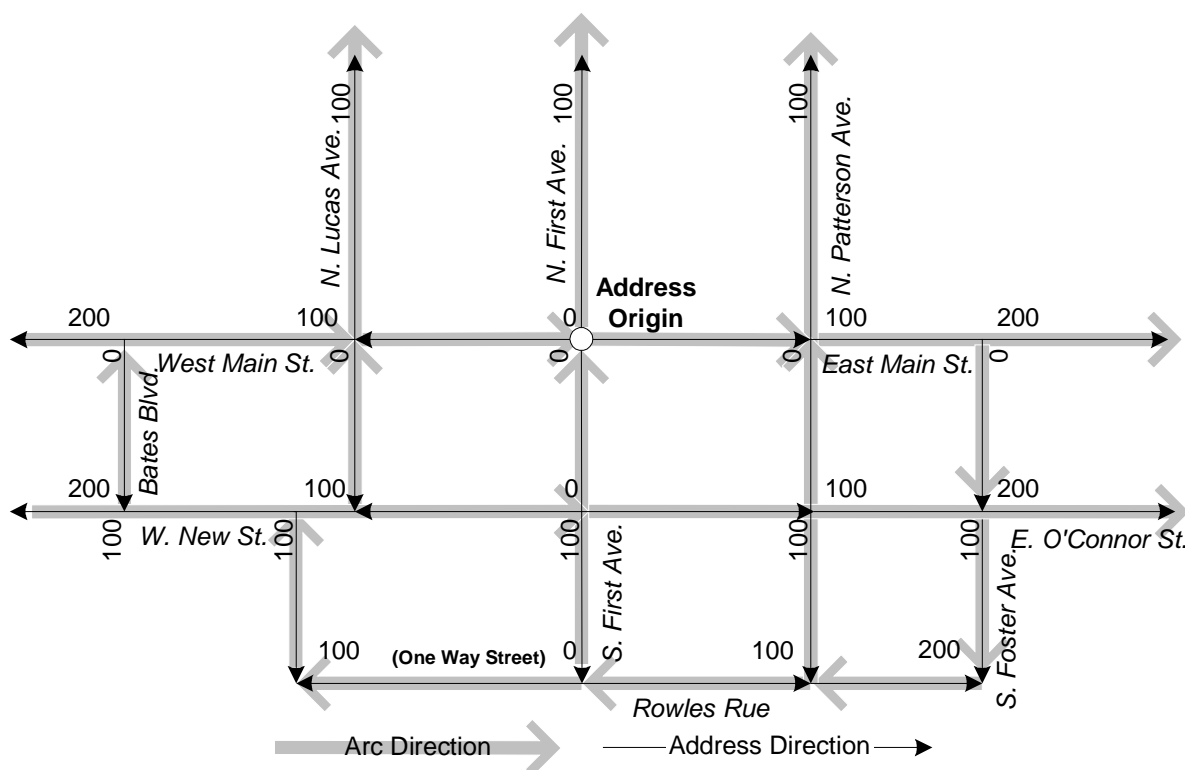 100
N. Lucas Ave.
100
N. First Ave.
100
N. Patterson Ave.
Address
Origin
200
100
0
100
200
0
0
0
0
0
West Main St.
East Main St.
Bates Blvd.
200
100
0
100
200
100
W. New St.
100
100
100
100
E. O'Connor St.
S. First Ave.
S. Foster Ave.
100
(One Way Street)
0
100
200
Rowles Rue
Arc Direction
Address Direction